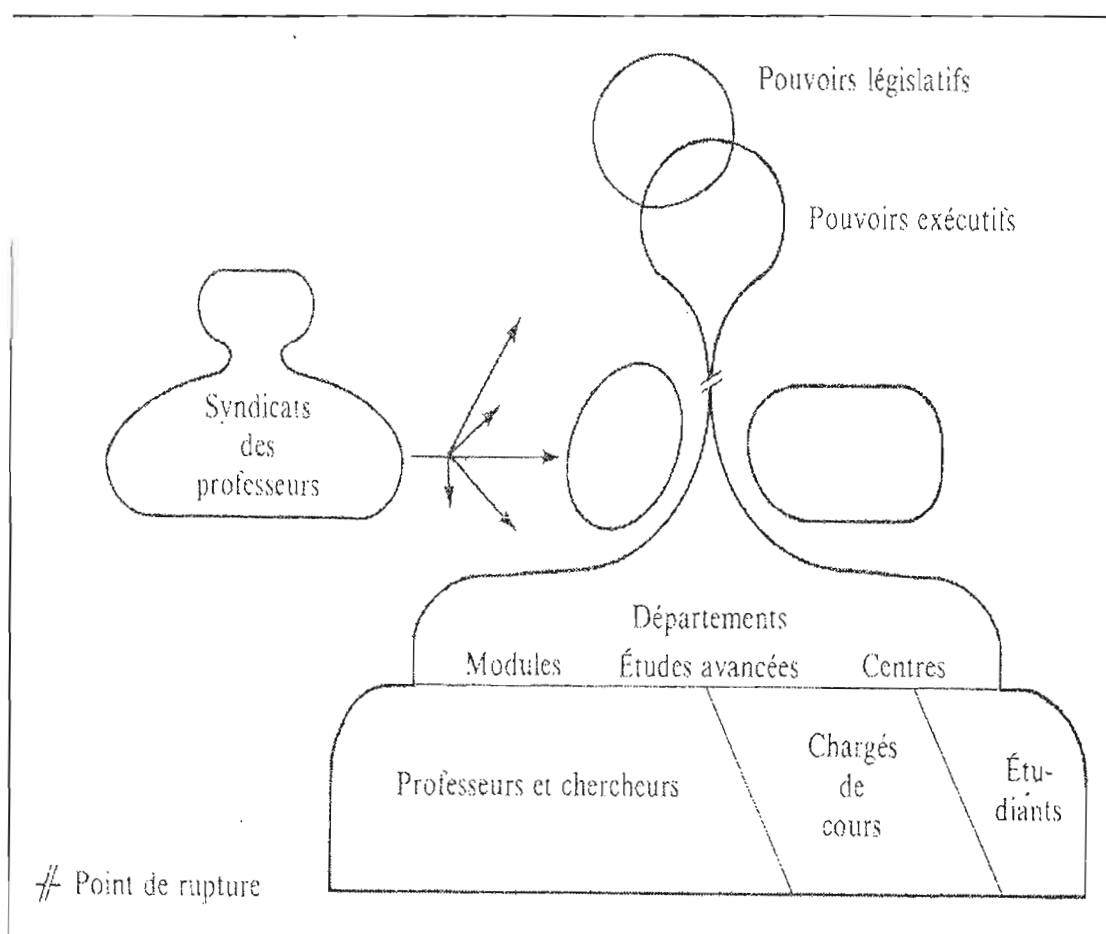 Pouvoirs législatifs
Pouvoirs exécutifs
Syndicats
des
professeurs
Départements
Modules Études avancées Centres
Professeurs et chercheurs
Chargés
de
cours
Étu-
diants
Point de rupture